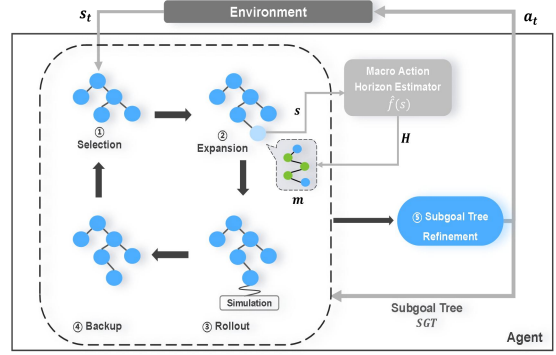 Environment
s_t
a_t
Macro Action
Horizon Estimator
f̂(s)
① 
Selection
②
Expansion
s
H
m
⑤ Subgoal Tree
Refinement
Simulation
④ Backup
③ Rollout
Subgoal Tree
SGT
Agent